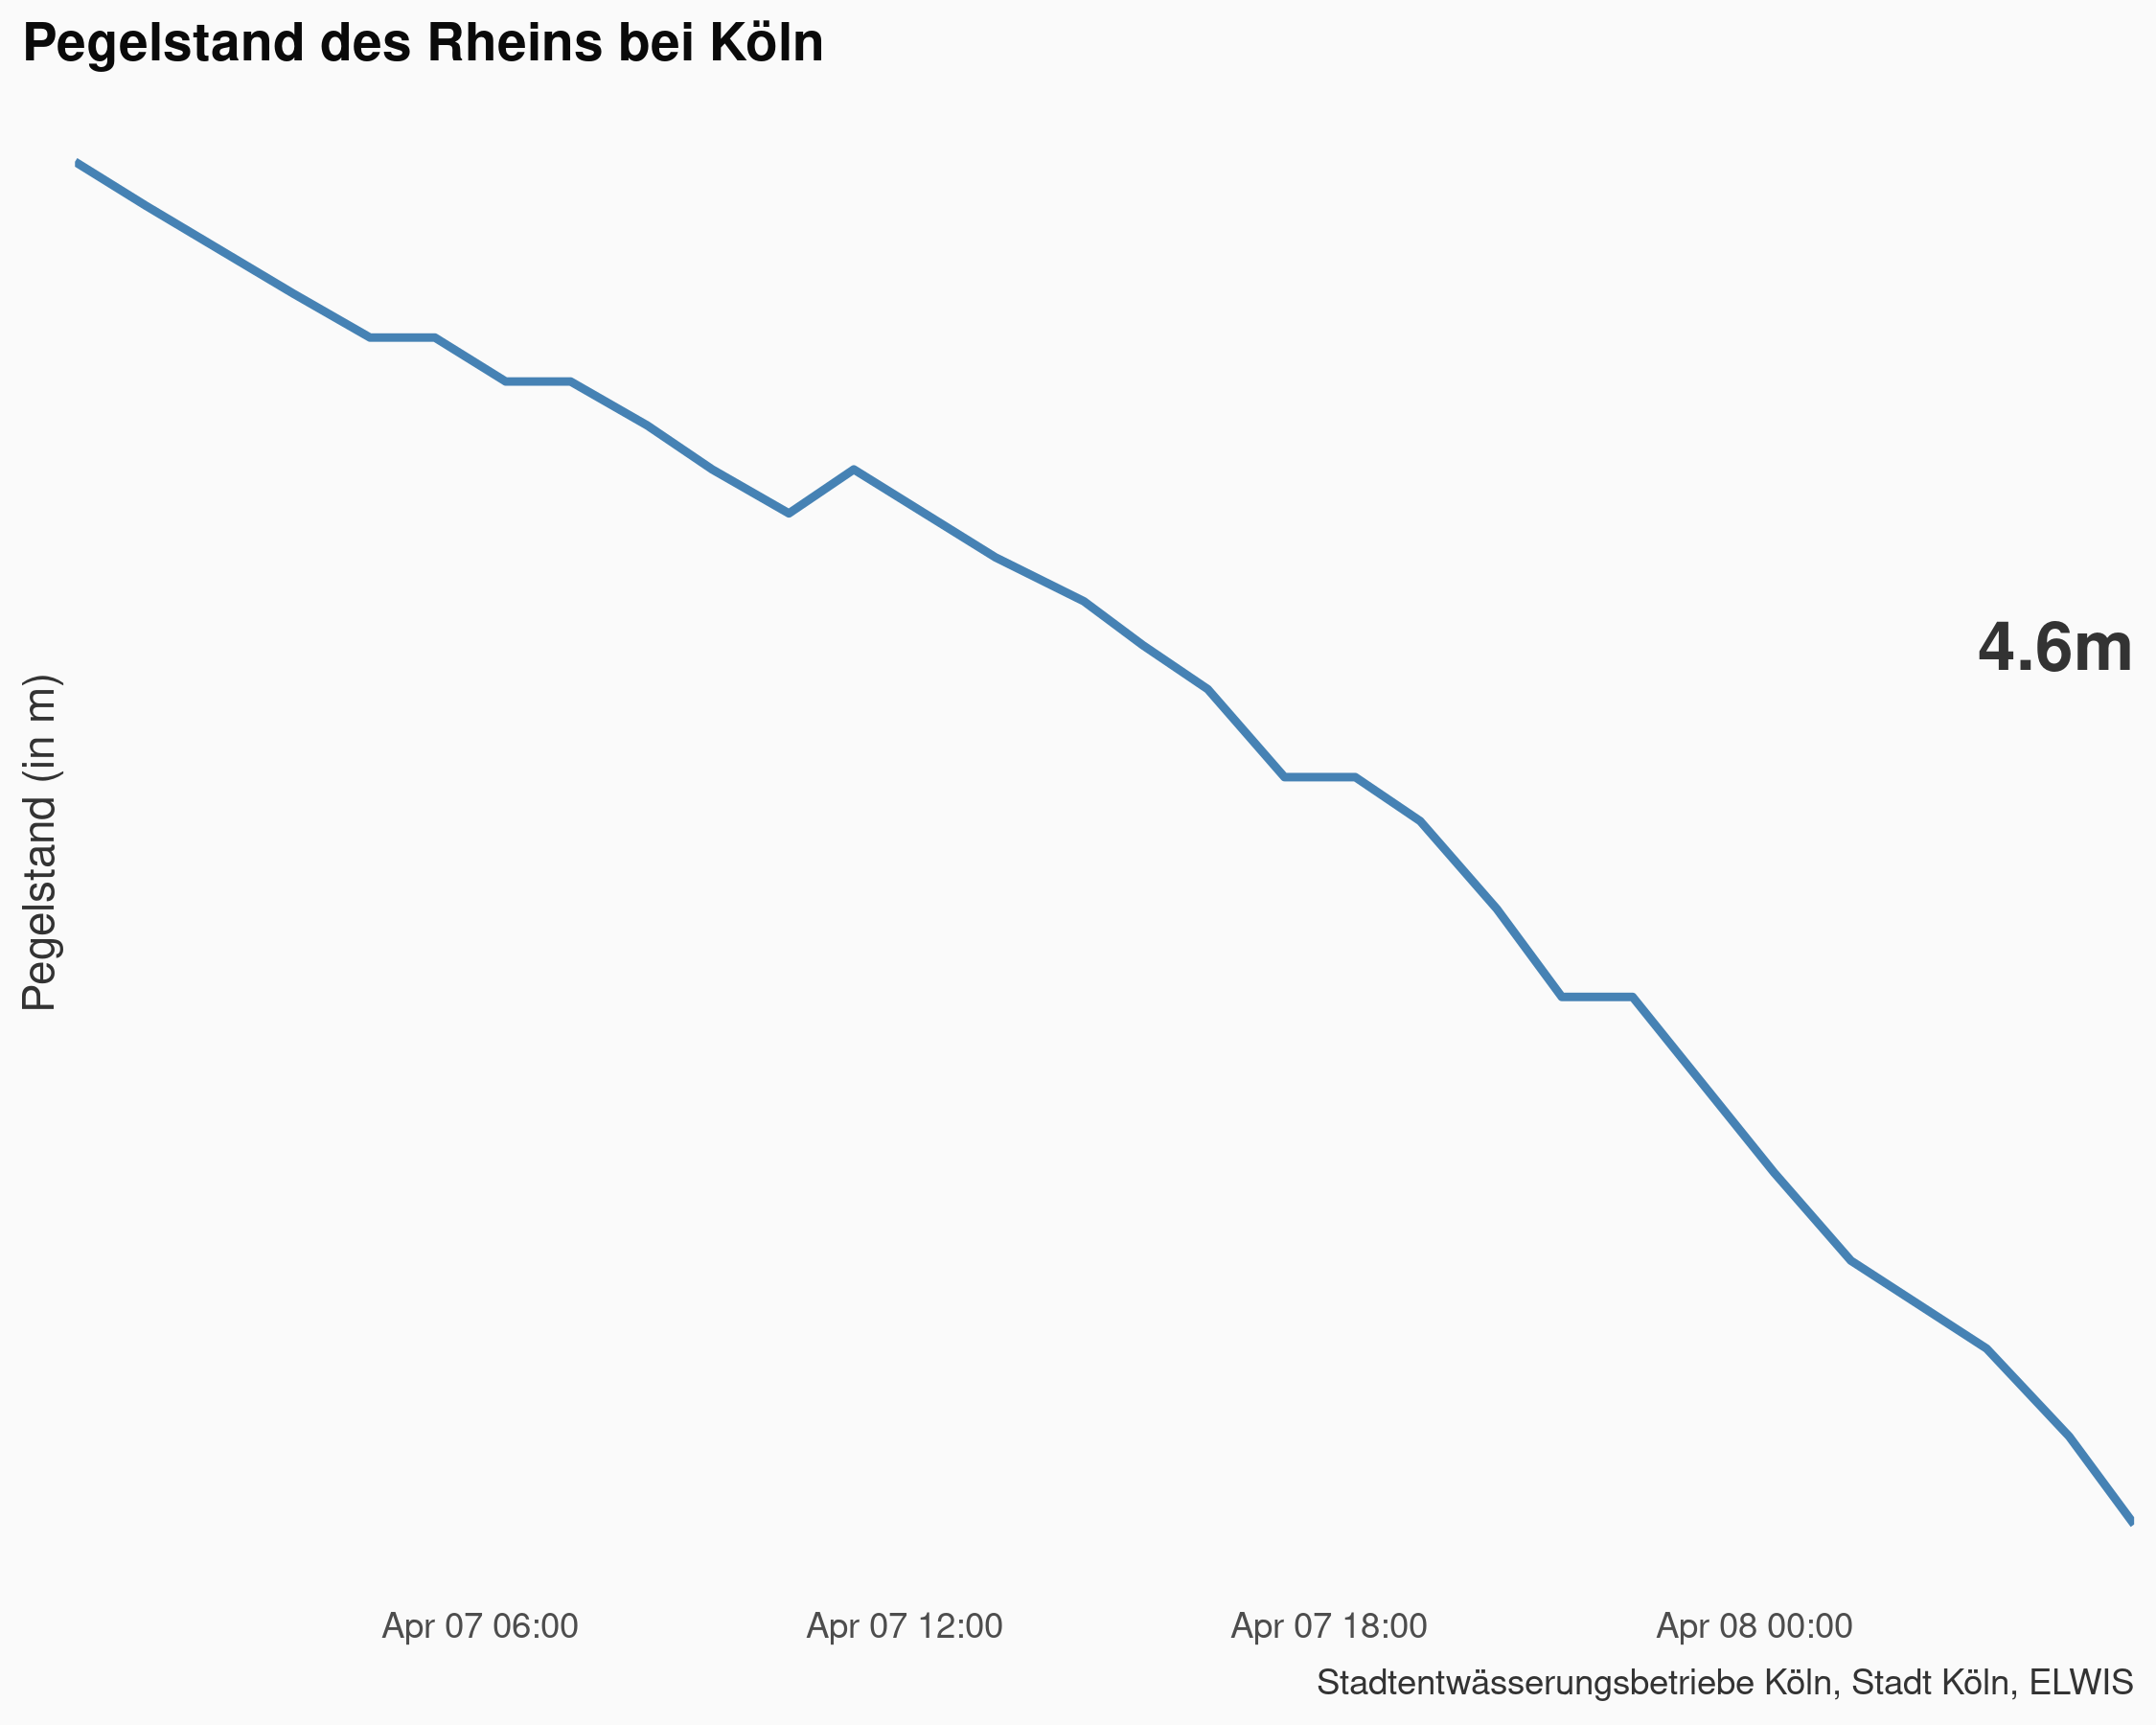 Pegelstand des Rheins bei Köln
4.6m
Pegelstand (in m)
Apr 07 06:00
Apr 07 12:00
Apr 07 18:00
Apr 08 00:00
Stadtentwässerungsbetriebe Köln, Stadt Köln, ELWIS